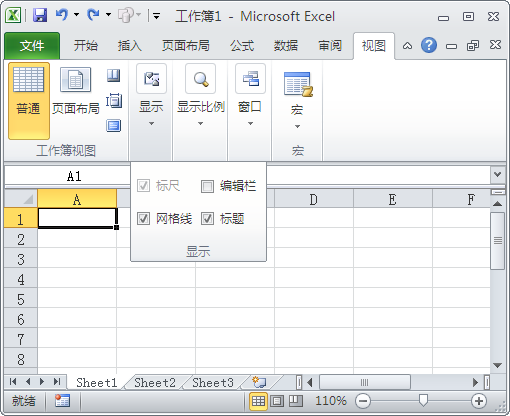 工作簿1 - Microsoft Excel
文件 开始 插入 页面布局 公式 数据 审阅 视图
普通 页面布局 显示 显示比例 窗口 宏
工作簿视图 宏
A1
标尺 编辑栏
网格线 标题
显示
A D E F
1
2
3
4
5
6
7
8
Sheet1 Sheet2 Sheet3
就绪 110%